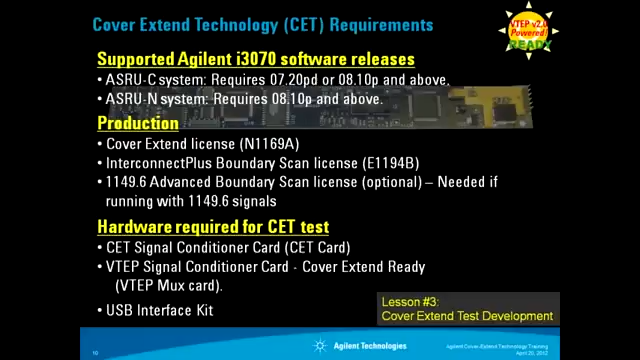 Cover Extend Technology (CET) Requirements
VTEP v2.0
Powered!
READY
Supported Agilent i3070 software releases
• ASRU-C system: Requires 07.20pd or 08.10p and above.
• ASRU-N system: Requires 08.10p and above.
Production
• Cover Extend license (N1169A)
• InterconnectPlus Boundary Scan license (E1194B)
• 1149.6 Advanced Boundary Scan license (optional) – Needed if
running with 1149.6 signals
Hardware required for CET test
• CET Signal Conditioner Card (CET Card)
• VTEP Signal Conditioner Card - Cover Extend Ready
(VTEP Mux card).
• USB Interface Kit
Lesson #3:
Cover Extend Test Development
10
Agilent Technologies
Agilent Cover-Extend Technology Training
April 20, 2012